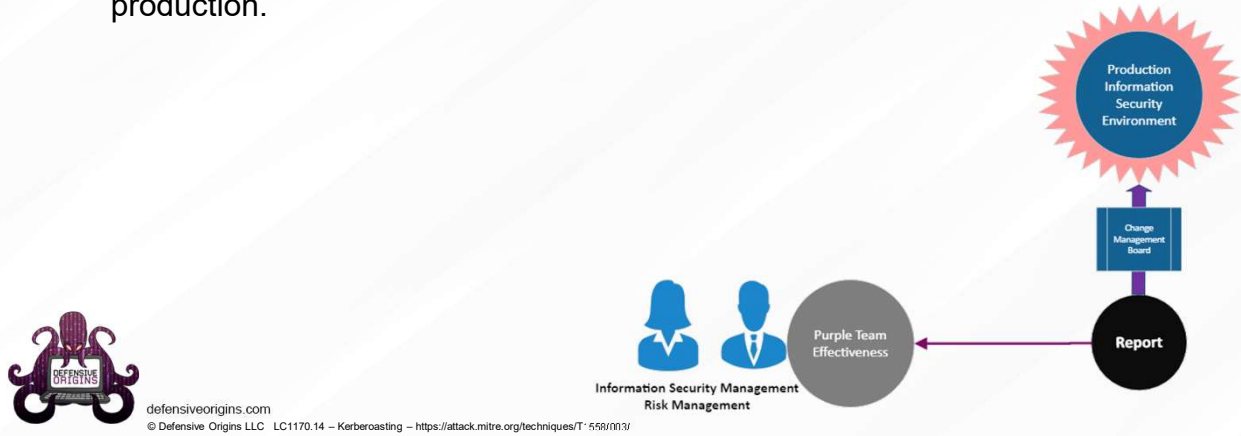 production.
Production
Information
Security
Environment
Change
Management
Board
Purple Team
Effectiveness
Report
Information Security Management
Risk Management
DEFENSIVE
ORIGINS
defensiveorigins.com
© Defensive Origins LLC LC1170.14 – Kerberoasting – https://attack.mitre.org/techniques/T1558/003/